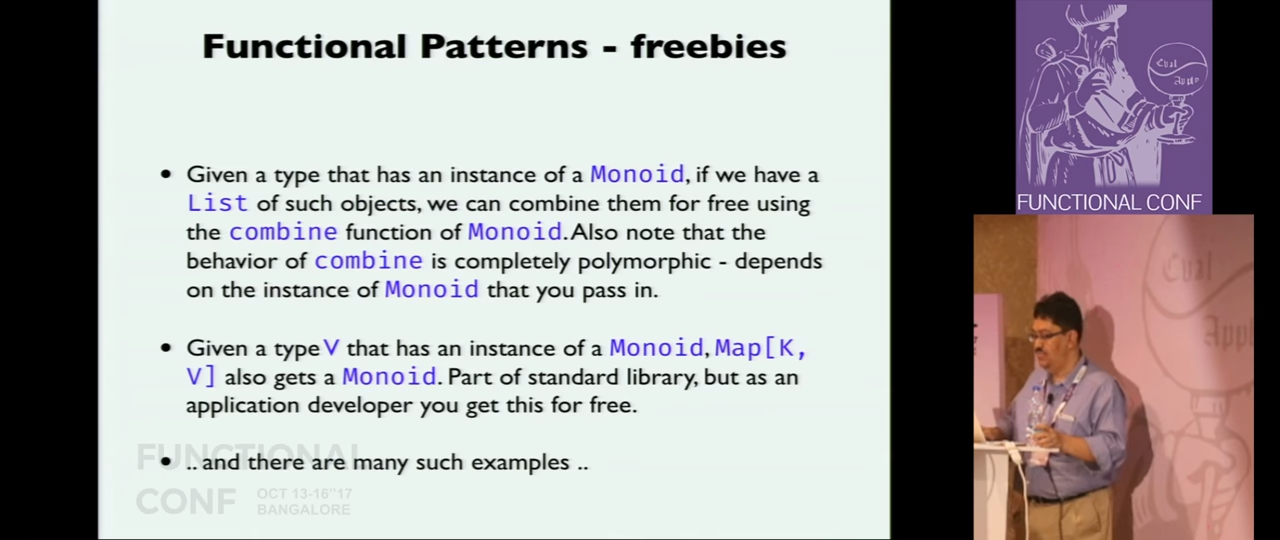 Functional Patterns - freebies
• Given a type that has an instance of a Monoid, if we have a
List of such objects, we can combine them for free using
the combine function of Monoid. Also note that the
behavior of combine is completely polymorphic - depends
on the instance of Monoid that you pass in.
• Given a type V that has an instance of a Monoid, Map[K,
V] also gets a Monoid. Part of standard library, but as an
application developer you get this for free.
• .. and there are many such examples ..
FUNCTIONAL
CONF
OCT 13-16"17
BANGALORE
FUNCTIONAL CONF